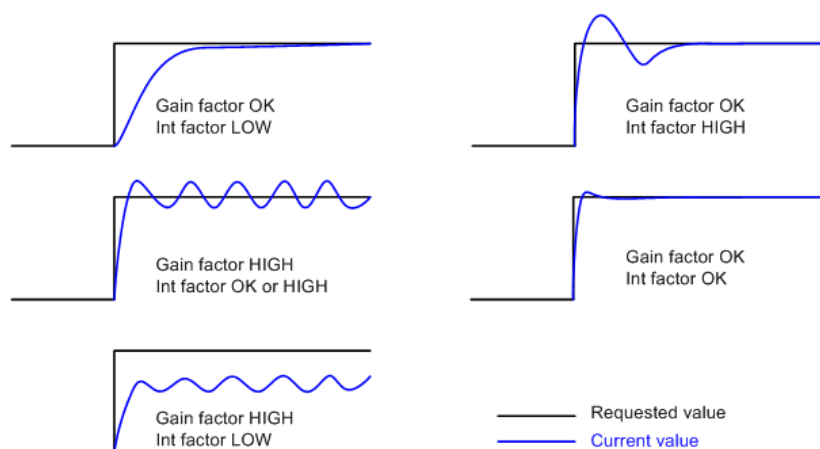 Gain factor OK
Int factor LOW
Gain factor OK
Int factor HIGH
Gain factor HIGH
Int factor OK or HIGH
Gain factor OK
Int factor OK
Gain factor HIGH
Int factor LOW
Requested value
Current value